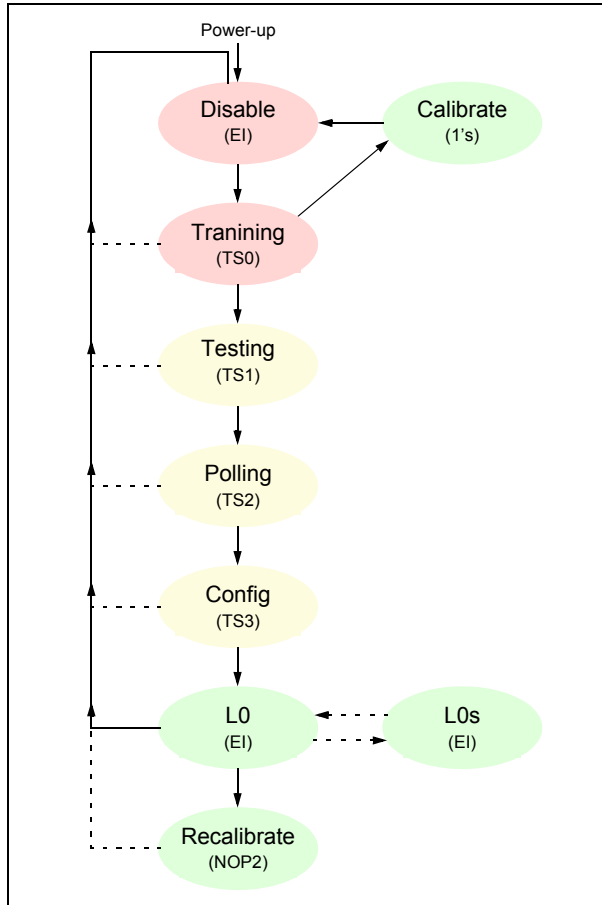 Power-up
Disable
(EI)
Calibrate
(1's)
Tranining
(TS0)
Testing
(TS1)
Polling
(TS2)
Config
(TS3)
L0
(EI)
L0s
(EI)
Recalibrate
(NOP2)